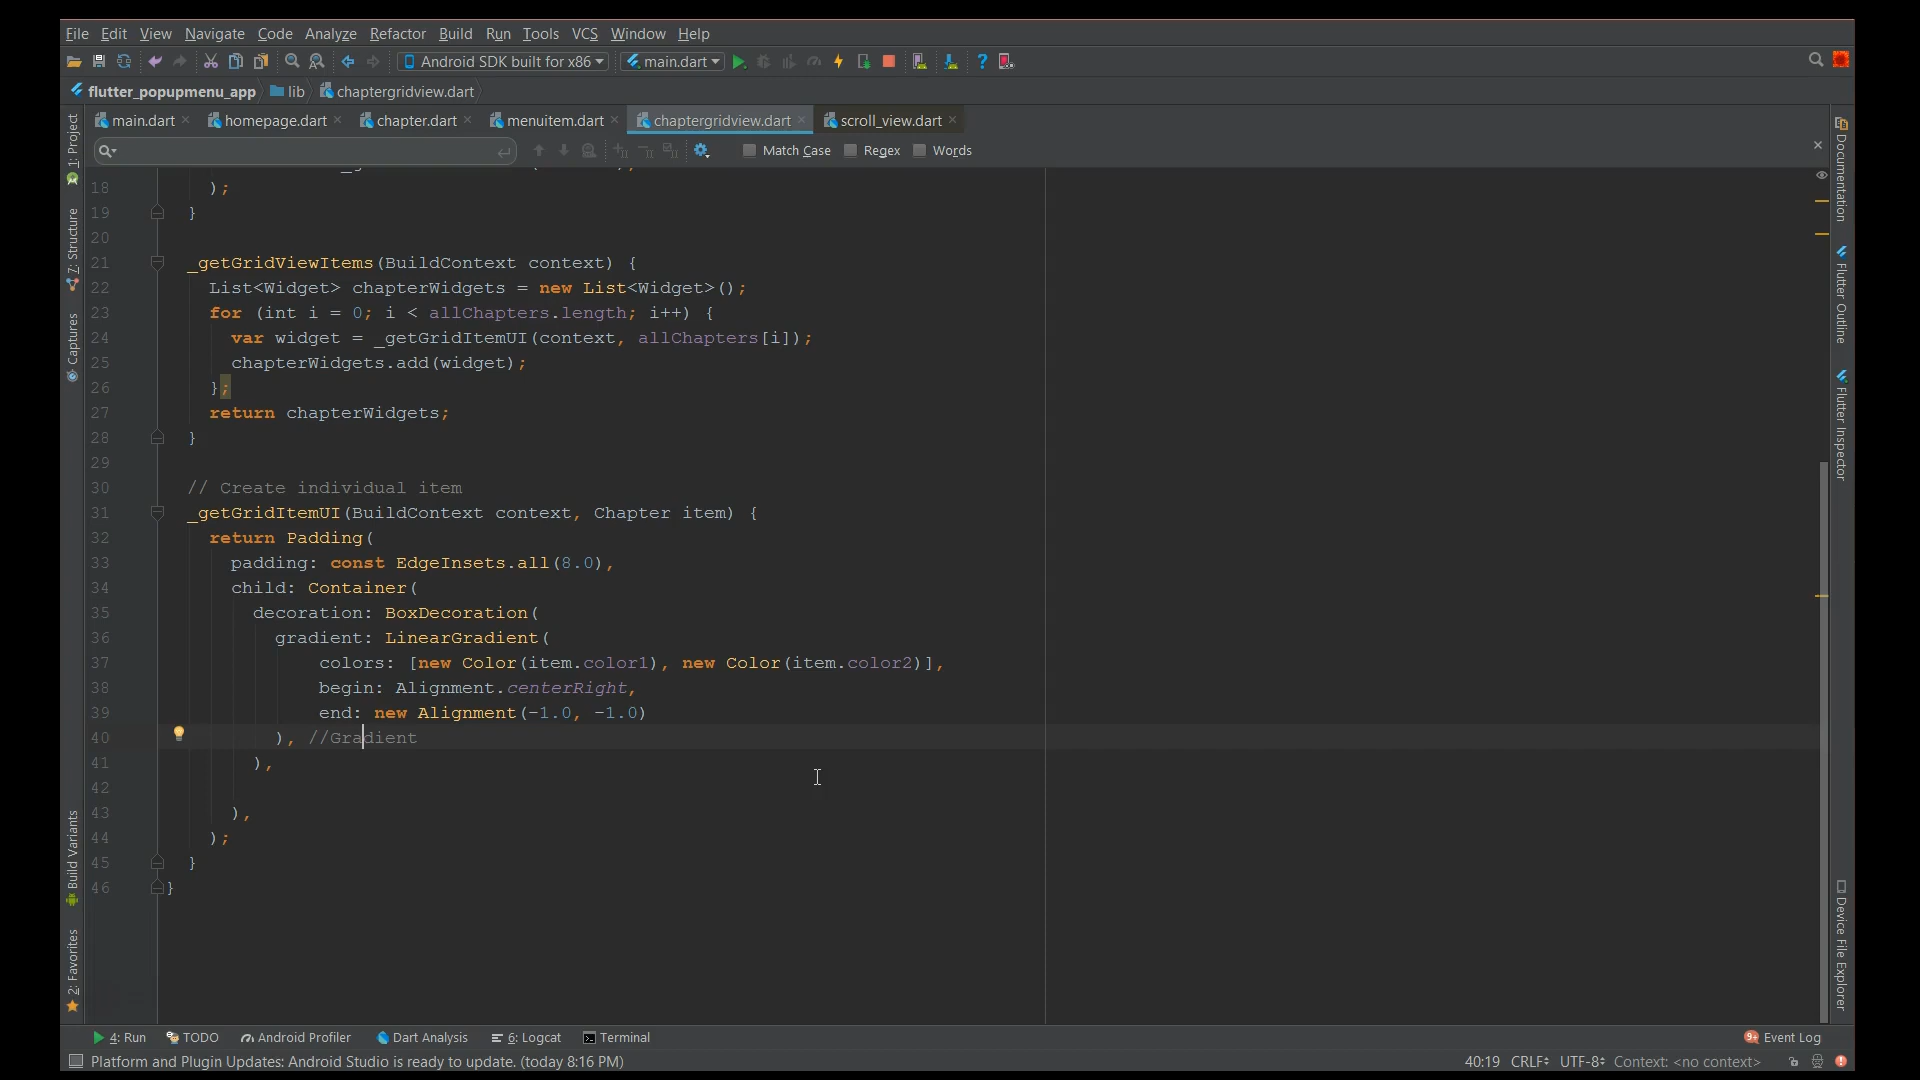 File Edit View Navigate Code Analyze Refactor Build Run Tools VCS Window Help
Android SDK built for x86 main.dart
flutter_popupmenu_app lib chaptergridview.dart
main.dart homepage.dart chapter.dart menuitem.dart chaptergridview.dart scroll_view.dart
Match Case Regex Words
18 );
19 }
20
21 _getGridViewItems(BuildContext context) {
22 List<Widget> chapterWidgets = new List<Widget>();
23 for (int i = 0; i < allChapters.length; i++) {
24 var widget = _getGridItemUI(context, allChapters[i]);
25 chapterWidgets.add(widget);
26 };
27 return chapterWidgets;
28 }
29
30 // Create individual item
31 _getGridItemUI(BuildContext context, Chapter item) {
32 return Padding(
33 padding: const EdgeInsets.all(8.0),
34 child: Container(
35 decoration: BoxDecoration(
36 gradient: LinearGradient(
37 colors: [new Color(item.color1), new Color(item.color2)],
38 begin: Alignment.centerRight,
39 end: new Alignment(-1.0, -1.0)
40 ), //Gradient
41 ),
42
43 ),
44 );
45 }
46 }
1: Project
7: Structure
Captures
Build Variants
2: Favorites
Documentation
Flutter Outline
Flutter Inspector
Device File Explorer
4: Run TODO Android Profiler Dart Analysis 6: Logcat Terminal 9+ Event Log
Platform and Plugin Updates: Android Studio is ready to update. (today 8:16 PM) 40:19 CRLF UTF-8 Context: <no context>